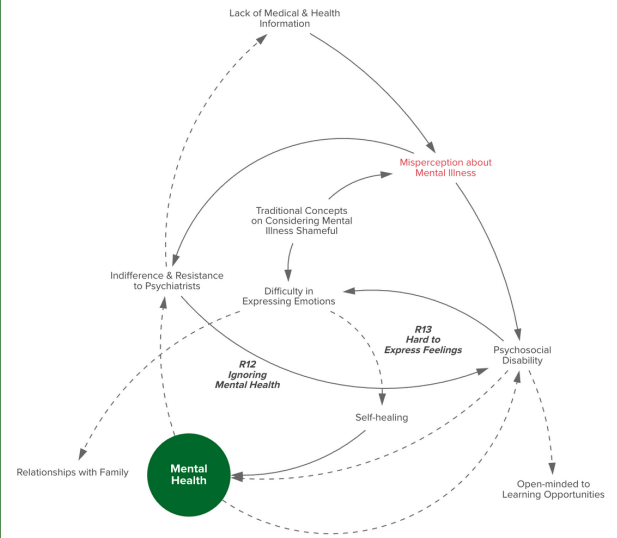 Lack of Medical & Health
Information
Misperception about
Mental Illness
Traditional Concepts
on Considering Mental
Illness Shameful
Indifference & Resistance
to Psychiatrists
Difficulty in
Expressing Emotions
R13
Hard to
Express Feelings
Psychosocial
Disability
R12
Ignoring
Mental Health
Self-healing
Relationships with Family
Mental
Health
Open-minded to
Learning Opportunities